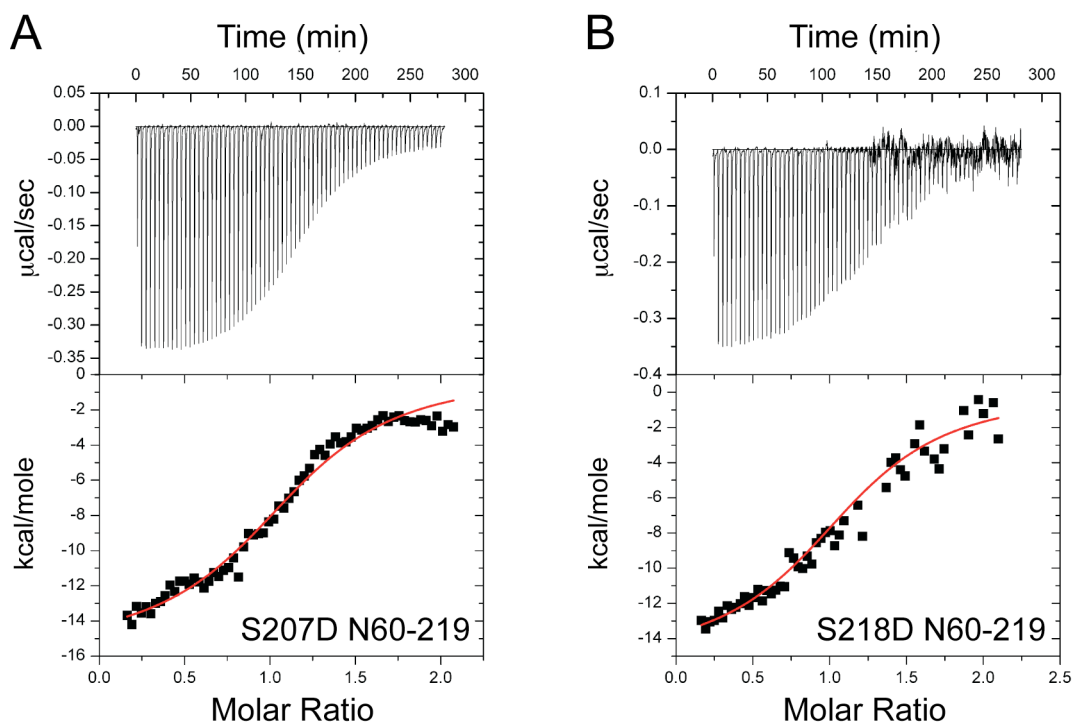 A
Time (min)
0 50 100 150 200 250 300
0.05
0.00
-0.05
-0.10
-0.15
-0.20
-0.25
-0.30
-0.35
µcal/sec
0
-2
-4
-6
-8
-10
-12
-14
-16
kcal/mole
S207D N60-219
0.0 0.5 1.0 1.5 2.0
Molar Ratio
B
Time (min)
0 50 100 150 200 250 300
0.1
0.0
-0.1
-0.2
-0.3
-0.4
µcal/sec
0
-2
-4
-6
-8
-10
-12
-14
kcal/mole
S218D N60-219
0.0 0.5 1.0 1.5 2.0 2.5
Molar Ratio